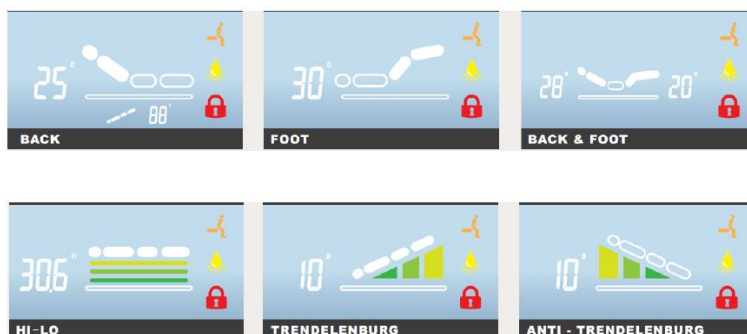 25°
88°
BACK
30°
FOOT
28° 20°
BACK & FOOT
30.6"
HI-LO
10°
TRENDELENBURG
10°
ANTI - TRENDELENBURG